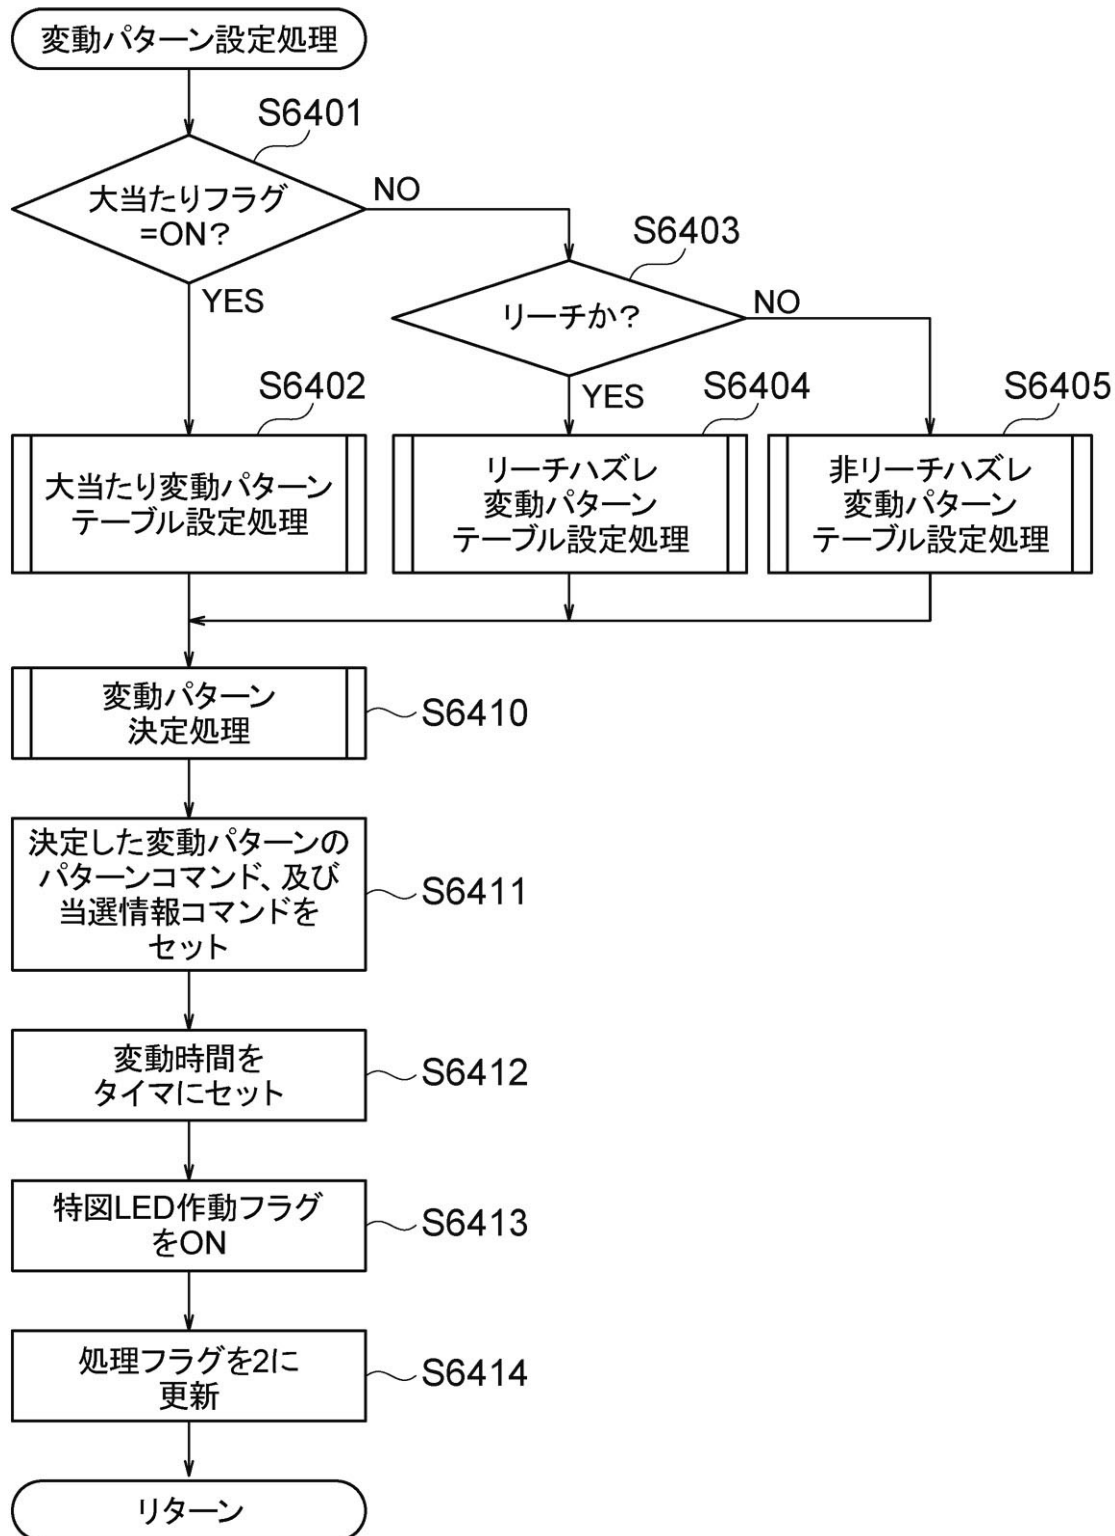 変動パターン設定処理
S6401
大当たりフラグ
=ON?
NO
YES
S6403
リーチか?
NO
YES
S6402
大当たり変動パターン
テーブル設定処理
S6404
リーチハズレ
変動パターン
テーブル設定処理
S6405
非リーチハズレ
変動パターン
テーブル設定処理
変動パターン
決定処理
S6410
決定した変動パターンの
パターンコマンド、及び
当選情報コマンドを
セット
S6411
変動時間を
タイマにセット
S6412
特図LED作動フラグ
をON
S6413
処理フラグを2に
更新
S6414
リターン